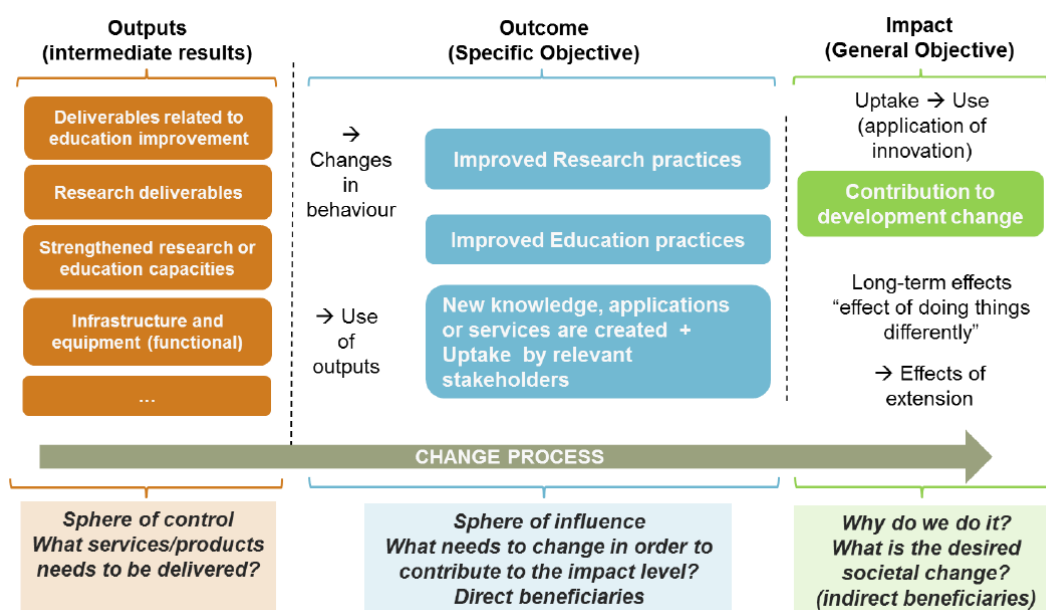 Outputs
(intermediate results)
Deliverables related to
education improvement
Research deliverables
Strengthened research or
education capacities
Infrastructure and
equipment (functional)
...
Outcome
(Specific Objective)
→
Changes
in
behaviour
→ Use
of
outputs
Improved Research practices
Improved Education practices
New knowledge, applications
or services are created +
Uptake by relevant
stakeholders
Impact
(General Objective)
Uptake → Use
(application of
innovation)
Contribution to
development change
Long-term effects
“effect of doing things
differently”
→ Effects of
extension
CHANGE PROCESS
Sphere of control
What services/products
needs to be delivered?
Sphere of influence
What needs to change in order to
contribute to the impact level?
Direct beneficiaries
Why do we do it?
What is the desired
societal change?
(indirect beneficiaries)